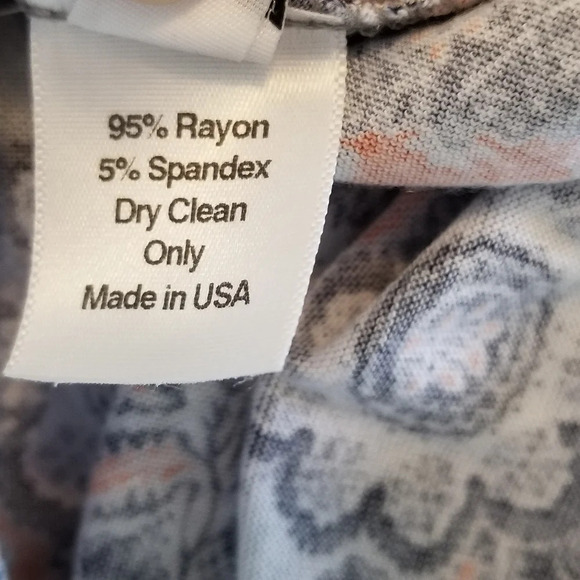 95% Rayon
5% Spandex
Dry Clean
Only
Made in USA